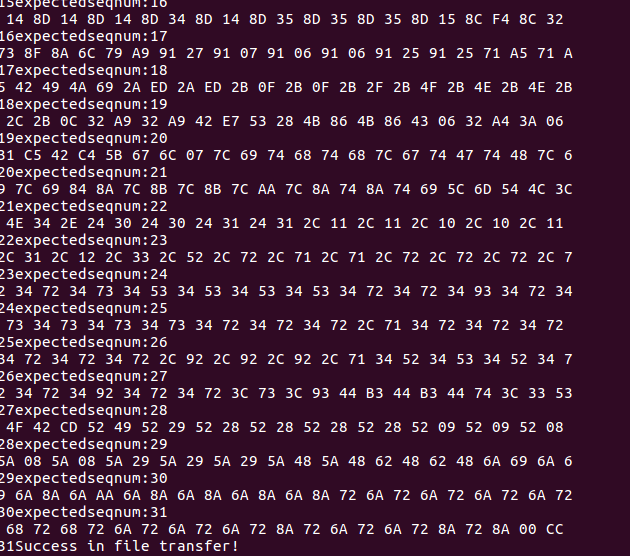 15expectedseqnum:16
14 8D 14 8D 14 8D 34 8D 14 8D 35 8D 35 8D 35 8D 15 8C F4 8C 32
16expectedseqnum:17
73 8F 8A 6C 79 A9 91 27 91 07 91 06 91 06 91 25 91 25 71 A5 71 A
17expectedseqnum:18
5 42 49 4A 69 2A ED 2A ED 2B 0F 2B 0F 2B 2F 2B 4F 2B 4E 2B 4E 2B
18expectedseqnum:19
2C 2B 0C 32 A9 32 A9 42 E7 53 28 4B 86 4B 86 43 06 32 A4 3A 06
19expectedseqnum:20
31 C5 42 C4 5B 67 6C 07 7C 69 74 68 74 68 7C 67 74 47 74 48 7C 6
20expectedseqnum:21
9 7C 69 84 8A 7C 8B 7C 8B 7C AA 7C 8A 74 8A 74 69 5C 6D 54 4C 3C
21expectedseqnum:22
4E 34 2E 24 30 24 30 24 31 24 31 2C 11 2C 11 2C 10 2C 10 2C 11
22expectedseqnum:23
2C 31 2C 12 2C 33 2C 52 2C 72 2C 71 2C 71 2C 72 2C 72 2C 72 2C 7
23expectedseqnum:24
2 34 72 34 73 34 53 34 53 34 53 34 53 34 72 34 72 34 93 34 72 34
24expectedseqnum:25
73 34 73 34 73 34 73 34 72 34 72 34 72 2C 71 34 72 34 72 34 72
25expectedseqnum:26
34 72 34 72 34 72 2C 92 2C 92 2C 92 2C 71 34 52 34 53 34 52 34 7
26expectedseqnum:27
2 34 72 34 92 34 72 34 72 3C 73 3C 93 44 B3 44 B3 44 74 3C 33 53
27expectedseqnum:28
4F 42 CD 52 49 52 29 52 28 52 28 52 28 52 28 52 09 52 09 52 08
28expectedseqnum:29
5A 08 5A 08 5A 29 5A 29 5A 29 5A 48 5A 48 62 48 62 48 6A 69 6A 6
29expectedseqnum:30
9 6A 8A 6A AA 6A 8A 6A 8A 6A 8A 6A 8A 72 6A 72 6A 72 6A 72 6A 72
30expectedseqnum:31
68 72 68 72 6A 72 6A 72 6A 72 8A 72 6A 72 6A 72 8A 72 8A 00 CC
31Success in file transfer!